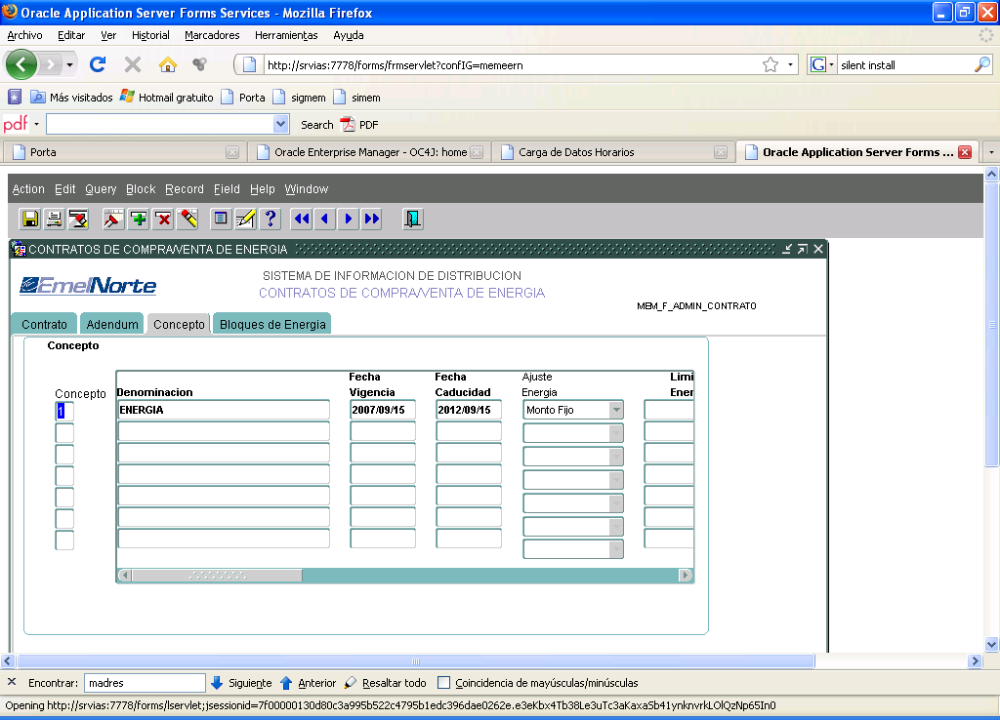 Oracle Application Server Forms Services - Mozilla Firefox
Archivo Editar Ver Historial Marcadores Herramientas Ayuda
http://srvias:7778/forms/frmservlet?confIG=memeern
G silent install
Más visitados Hotmail gratuito Porta sigmem simem
pdf Search PDF
Porta
Oracle Enterprise Manager - OC4J: home
Carga de Datos Horarios
Oracle Application Server Forms ...
Action Edit Query Block Record Field Help Window
CONTRATOS DE COMPRA/VENTA DE ENERGIA
EmelNorte
SISTEMA DE INFORMACION DE DISTRIBUCION
CONTRATOS DE COMPRA/VENTA DE ENERGIA
MEM_F_ADMIN_CONTRATO
Contrato Adendum Concepto Bloques de Energia
Concepto
Fecha Fecha Ajuste Limi
Concepto Denominacion Vigencia Caducidad Energia Ener
1 ENERGIA 2007/09/15 2012/09/15 Monto Fijo
Encontrar: madres Siguiente Anterior Resaltar todo Coincidencia de mayúsculas/minúsculas
Opening http://srvias:7778/forms/lservlet;jsessionid=7f00000130d80c3a995b522c4795b1edc396dae0262e.e3eKbx4Tb38Le3uTc3aKaxaSb41ynknvrkLOlQzNp65In0